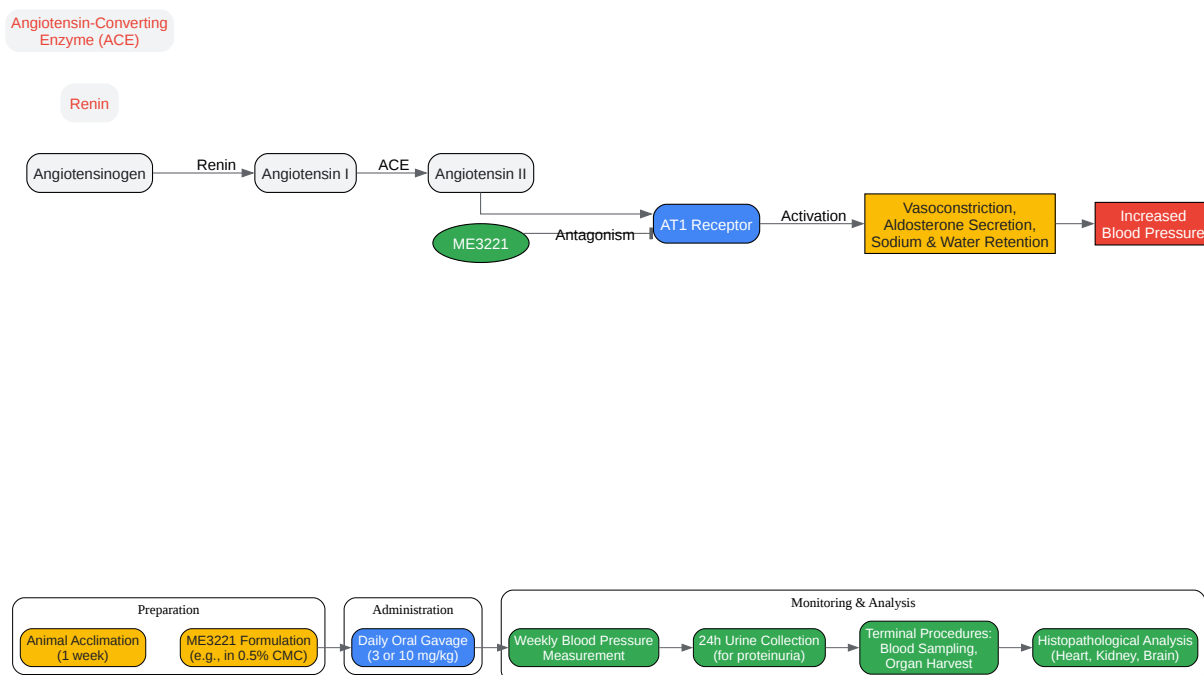 Angiotensin-Converting
Enzyme (ACE)
Renin
Angiotensinogen
Renin
Angiotensin I
ACE
Angiotensin II
ME3221
Antagonism
AT1 Receptor
Activation
Vasoconstriction,
Aldosterone Secretion,
Sodium & Water Retention
Increased
Blood Pressure
Preparation
Animal Acclimation
(1 week)
ME3221 Formulation
(e.g., in 0.5% CMC)
Administration
Daily Oral Gavage
(3 or 10 mg/kg)
Monitoring & Analysis
Weekly Blood Pressure
Measurement
24h Urine Collection
(for proteinuria)
Terminal Procedures:
Blood Sampling,
Organ Harvest
Histopathological Analysis
(Heart, Kidney, Brain)